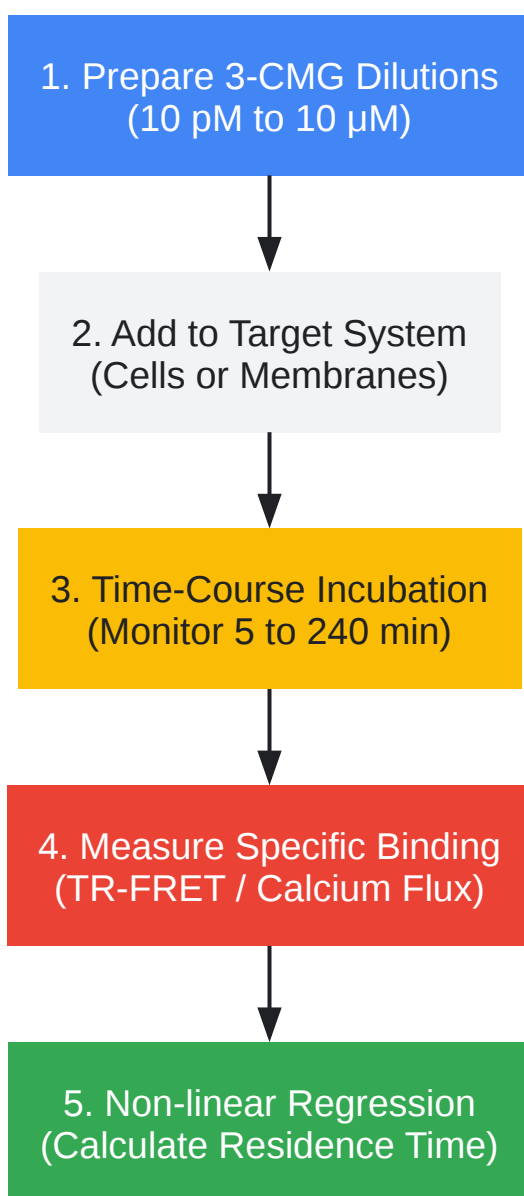 1. Prepare 3-CMG Dilutions
(10 pM to 10 μM)
2. Add to Target System
(Cells or Membranes)
3. Time-Course Incubation
(Monitor 5 to 240 min)
4. Measure Specific Binding
(TR-FRET / Calcium Flux)
5. Non-linear Regression
(Calculate Residence Time)